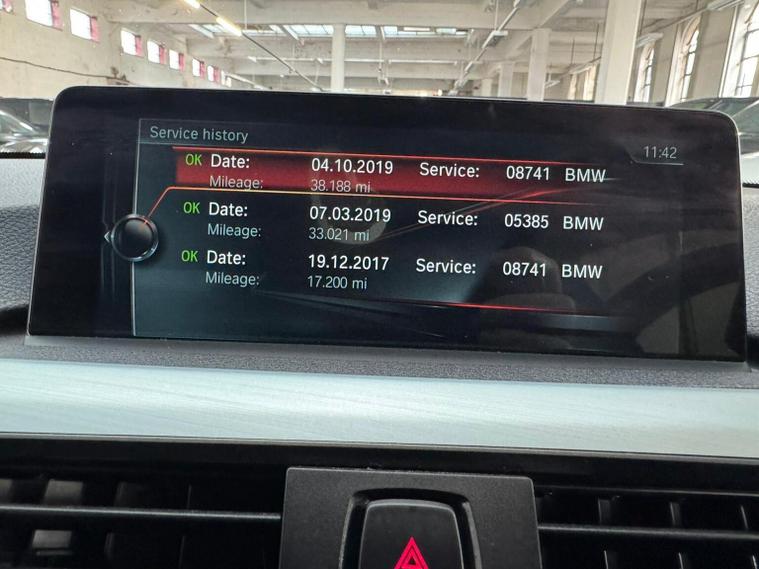 Service history
11:42
OK Date: 04.10.2019 Service: 08741 BMW
Mileage: 38.188 mi
OK Date: 07.03.2019 Service: 05385 BMW
Mileage: 33.021 mi
OK Date: 19.12.2017 Service: 08741 BMW
Mileage: 17.200 mi